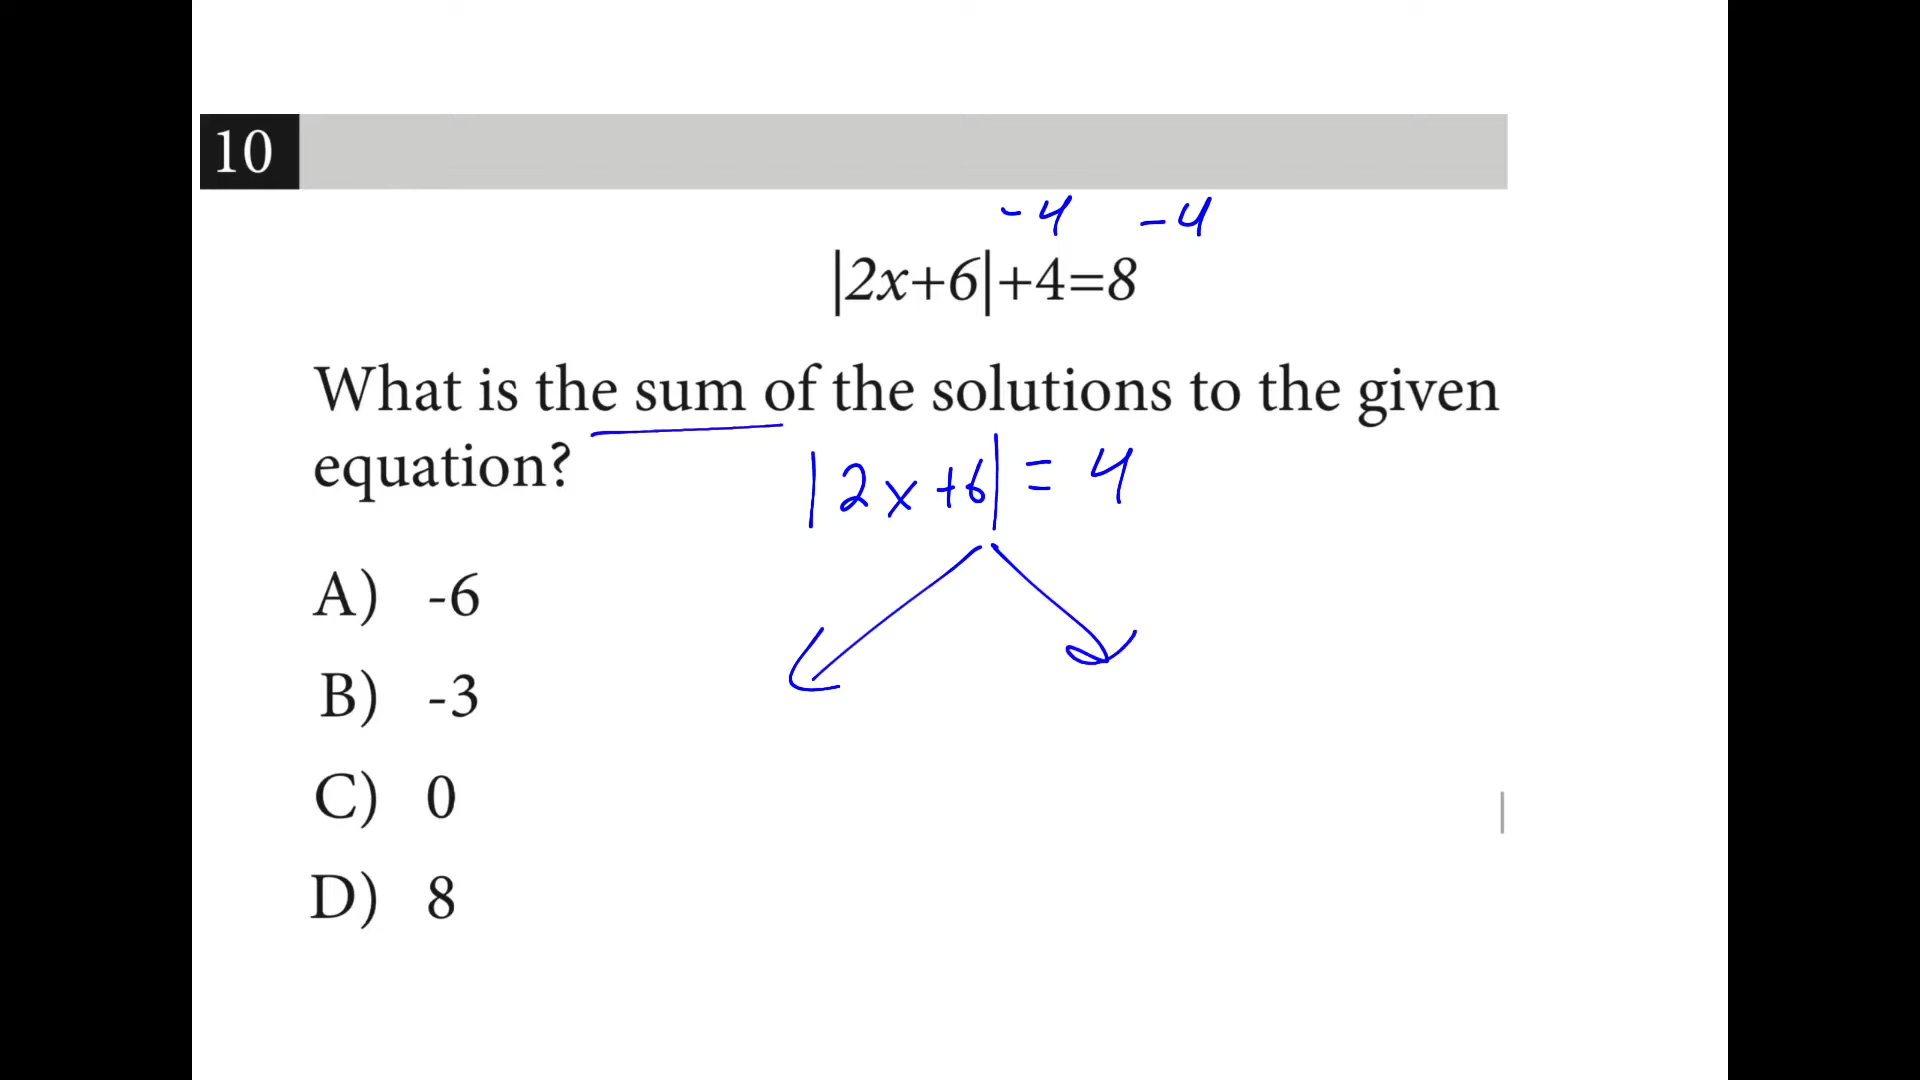 10
-4 -4
|2x+6|+4=8
What is the sum of the solutions to the given
equation?
|2x+6| = 4
A) -6
B) -3
C) 0
D) 8